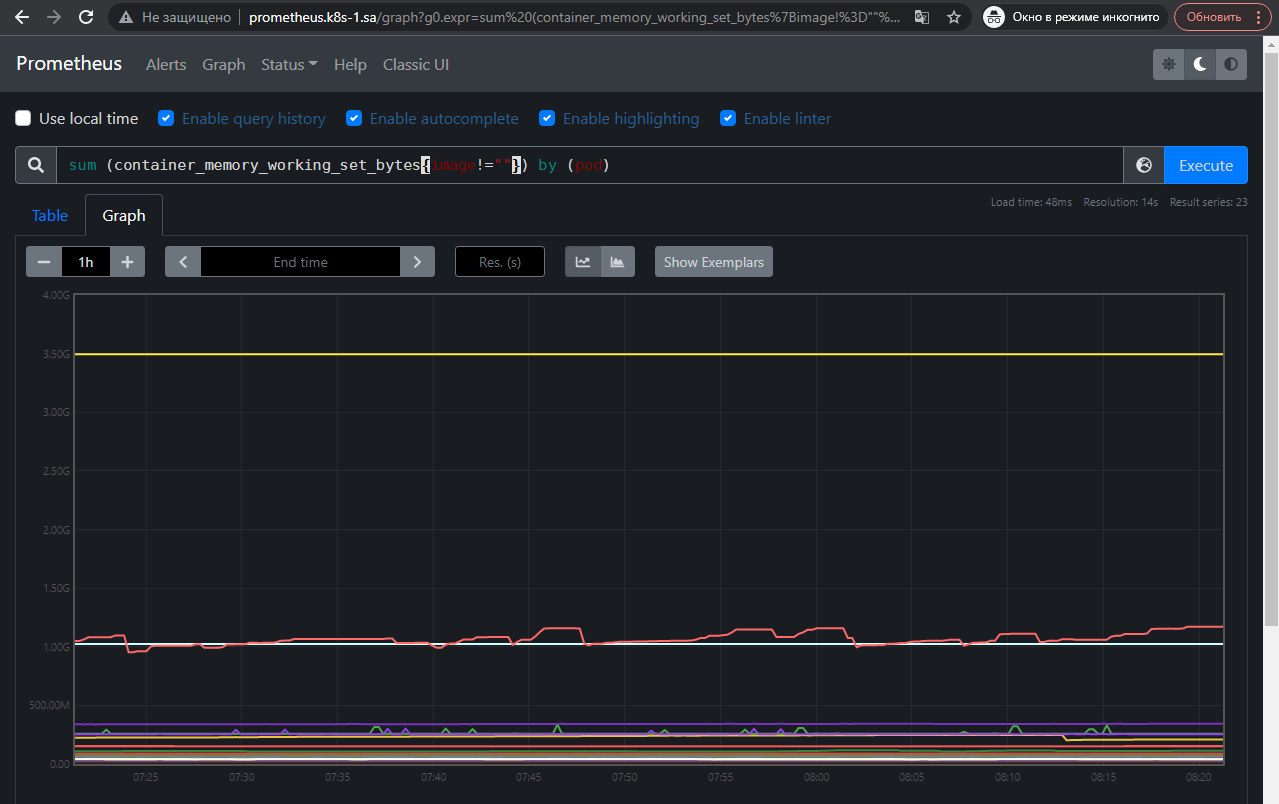 Не защищено prometheus.k8s-1.sa/graph?g0.expr=sum%20(container_memory_working_set_bytes%7Bimage!%3D""%... Окно в режиме инкогнито Обновить
Prometheus Alerts Graph Status Help Classic UI
Use local time Enable query history Enable autocomplete Enable highlighting Enable linter
sum (container_memory_working_set_bytes{image!=""}) by (pod) Execute
Load time: 48ms Resolution: 14s Result series: 23
Table Graph
1h End time Res. (s) Show Exemplars
4.00G
3.50G
3.00G
2.50G
2.00G
1.50G
1.00G
500.00M
0.00
07:25 07:30 07:35 07:40 07:45 07:50 07:55 08:00 08:05 08:10 08:15 08:20